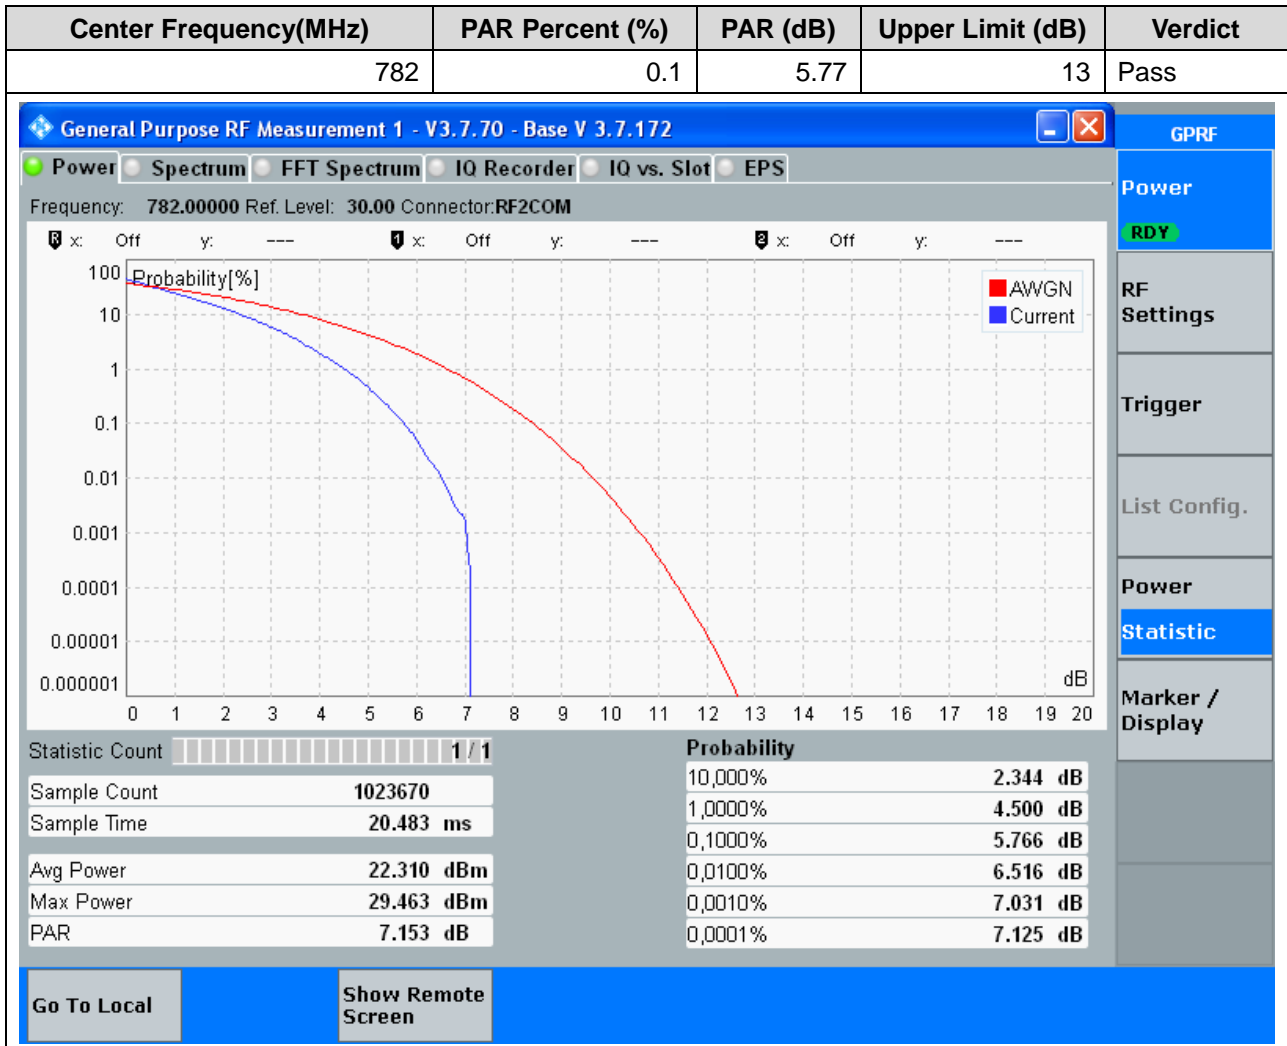 Center Frequency(MHz) PAR Percent (%) PAR (dB) Upper Limit (dB) Verdict
782 0.1 5.77 13 Pass
General Purpose RF Measurement 1 - V3.7.70 - Base V 3.7.172
GPRF
Power Spectrum FFT Spectrum IQ Recorder IQ vs. Slot EPS
Frequency: 782.00000 Ref. Level: 30.00 Connector:RF2COM
R x: Off y: --- 1 x: Off y: --- 2 x: Off y: ---
Probability[%]
100
10
1
0.1
0.01
0.001
0.0001
0.00001
0.000001
AWGN
Current
dB
0 1 2 3 4 5 6 7 8 9 10 11 12 13 14 15 16 17 18 19 20
Statistic Count 1 / 1
Sample Count 1023670
Sample Time 20.483 ms
Avg Power 22.310 dBm
Max Power 29.463 dBm
PAR 7.153 dB
Probability
10,000% 2.344 dB
1,0000% 4.500 dB
0,1000% 5.766 dB
0,0100% 6.516 dB
0,0010% 7.031 dB
0,0001% 7.125 dB
Power
RDY
RF
Settings
Trigger
List Config.
Power
Statistic
Marker /
Display
Go To Local
Show Remote
Screen